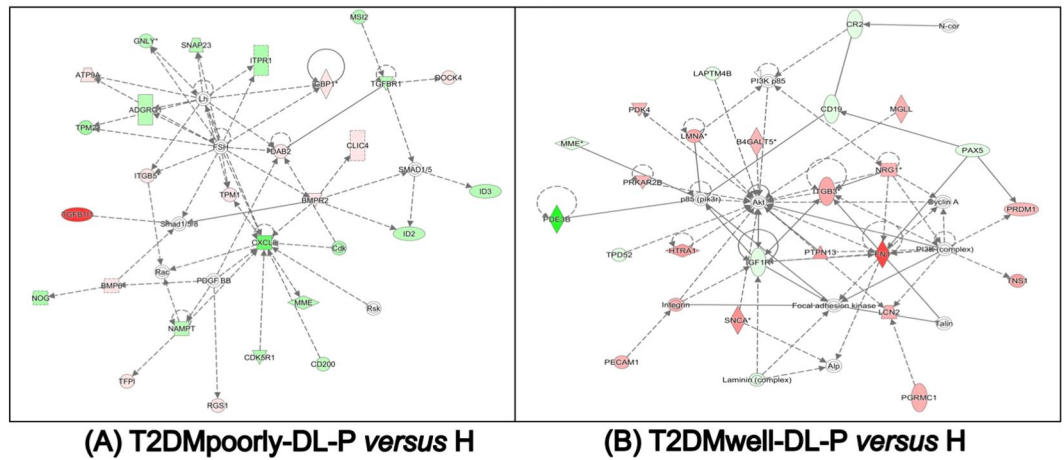 MSI2
GNLY*
SNAP23
ITPR1
ATP9A
GBP1*
TGFBR1
DOCK4
Lh
ADGRG1
TPM2
FSH
DAB2
CLIC4
ITGB5
TPM1
SMAD1/5
ID3
BMPR2
Smad1/5/8
ID2
CXCL8
Cdk
Rac
BMP6
PDGF BB
NOG
MME
Rsk
NAMPT
CDK5R1
CD200
TFPI
RGS1
CR2
N-cor
LAPTM4B
PI3K p85
PDK4
CD19
MGLL
LMNA*
B4GALT5*
MME*
PAX5
PRKAR2B
NRG1*
p85 (pik3r)
Akt
ITGB3
Cyclin A
PRDM1
PDE3B
TPD52
HTRA1
IGF1R
PTPN13
FN1
PI3K (complex)
TNS1
Integrin
Focal adhesion kinase
SNCA*
LCN2
Talin
PECAM1
Alp
Laminin (complex)
PGRMC1
(A) T2DMpoorly-DL-P versus H
(B) T2DMwell-DL-P versus H